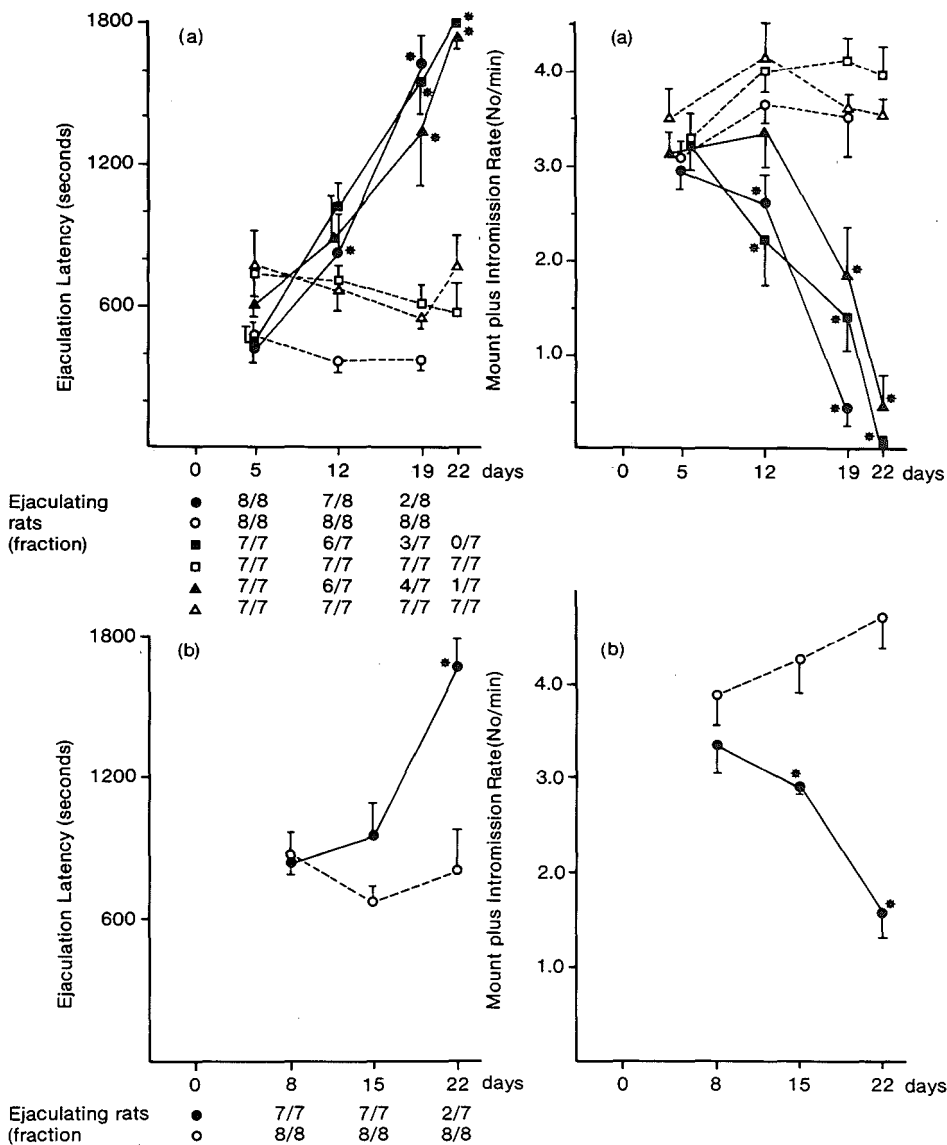 (a)
1800
1200
600
Ejaculation Latency (seconds)
0 5 12 19 22 days
(a)
4.0
3.0
2.0
1.0
Mount plus Intromission Rate (No/min)
0 5 12 19 22 days
Ejaculating
rats
(fraction)
● 8/8 7/8 2/8
○ 8/8 8/8 8/8
■ 7/7 6/7 3/7 0/7
□ 7/7 7/7 7/7 7/7
▲ 7/7 6/7 4/7 1/7
△ 7/7 7/7 7/7 7/7
(b)
1800
1200
600
Ejaculation Latency (seconds)
0 8 15 22 days
(b)
4.0
3.0
2.0
1.0
Mount plus Intromission Rate (No/min)
0 8 15 22 days
Ejaculating rats ● 7/7 7/7 2/7
(fraction ○ 8/8 8/8 8/8